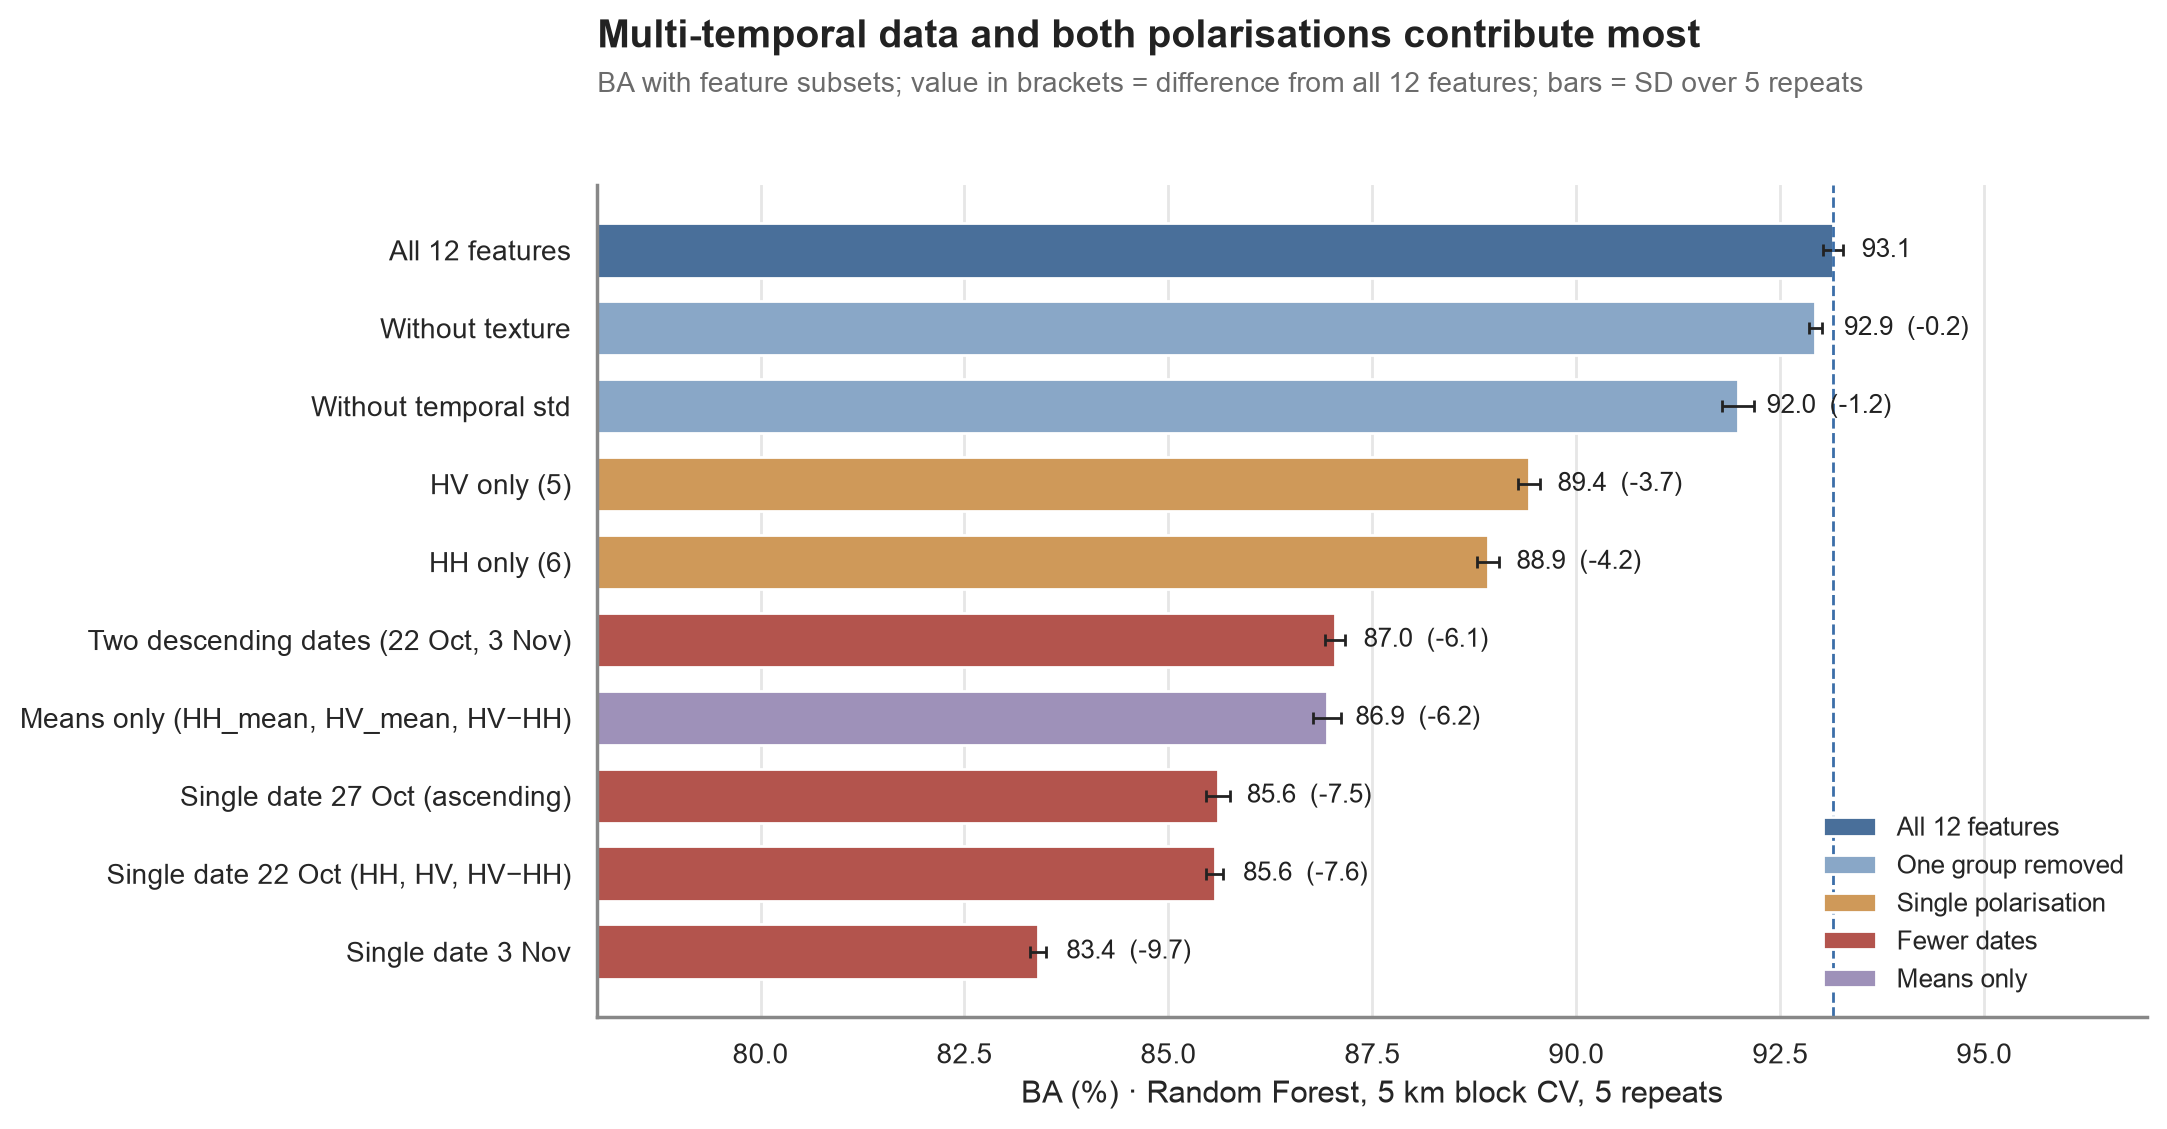 Multi-temporal data and both polarisations contribute most
BA with feature subsets; value in brackets = difference from all 12 features; bars = SD over 5 repeats
All 12 features 93.1
Without texture 92.9 (-0.2)
Without temporal std 92.0 (-1.2)
HV only (5) 89.4 (-3.7)
HH only (6) 88.9 (-4.2)
Two descending dates (22 Oct, 3 Nov) 87.0 (-6.1)
Means only (HH_mean, HV_mean, HV−HH) 86.9 (-6.2)
Single date 27 Oct (ascending) 85.6 (-7.5)
Single date 22 Oct (HH, HV, HV−HH) 85.6 (-7.6)
Single date 3 Nov 83.4 (-9.7)
All 12 features
One group removed
Single polarisation
Fewer dates
Means only
80.0 82.5 85.0 87.5 90.0 92.5 95.0
BA (%) · Random Forest, 5 km block CV, 5 repeats